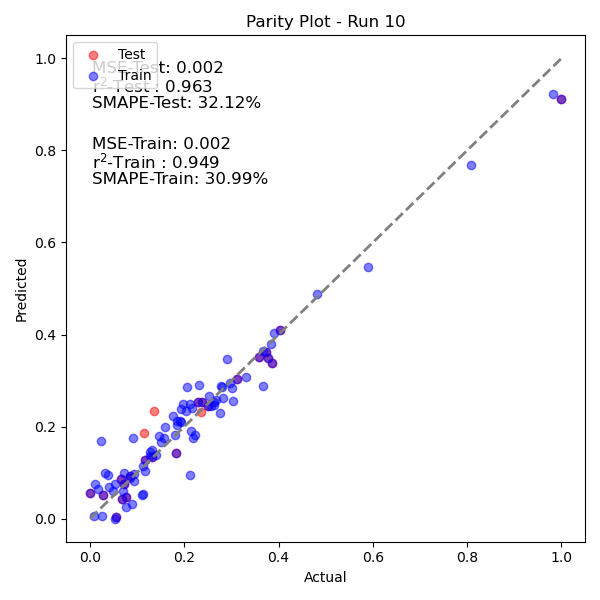 Parity Plot - Run 10
Test
Train
MSE-Test: 0.002
r²-Test : 0.963
SMAPE-Test: 32.12%
MSE-Train: 0.002
r²-Train : 0.949
SMAPE-Train: 30.99%
1.0
0.8
0.6
0.4
0.2
0.0
Predicted
0.0 0.2 0.4 0.6 0.8 1.0
Actual